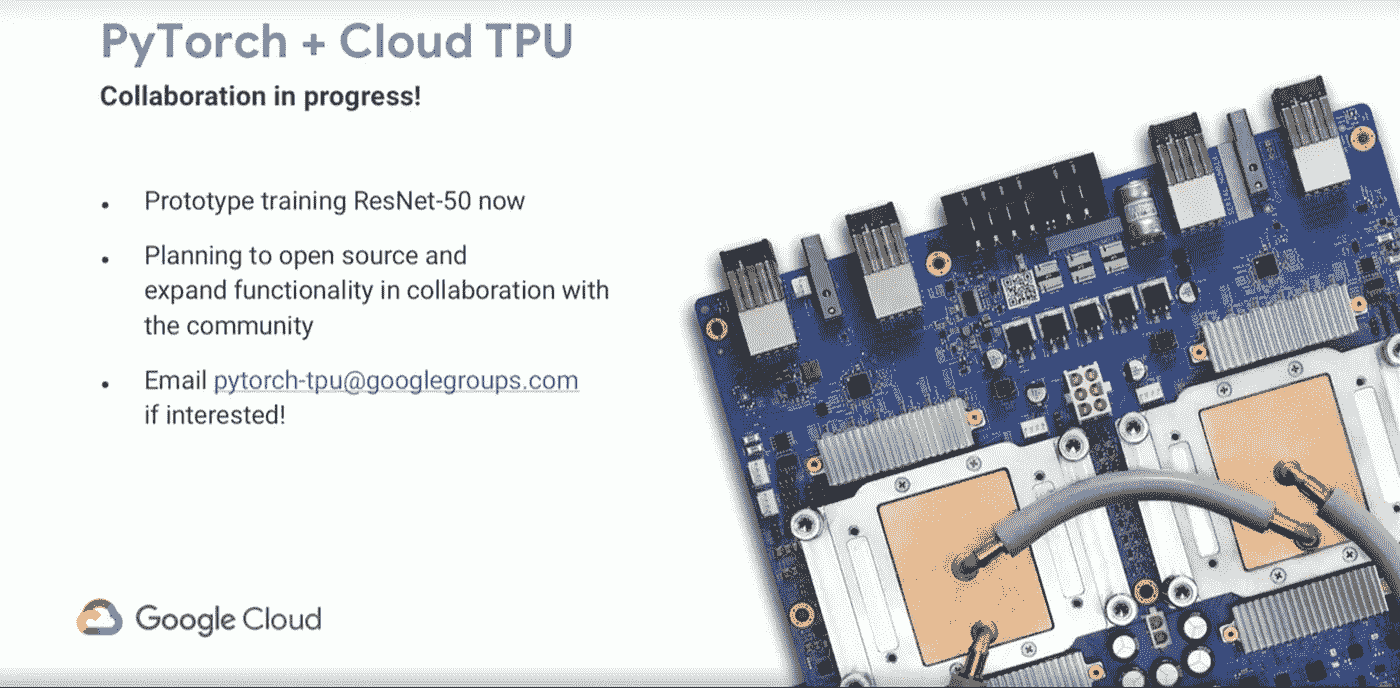 PyTorch + Cloud TPU
Collaboration in progress!
• Prototype training ResNet-50 now
• Planning to open source and
expand functionality in collaboration with
the community
• Email pytorch-tpu@googlegroups.com
if interested!
Google Cloud